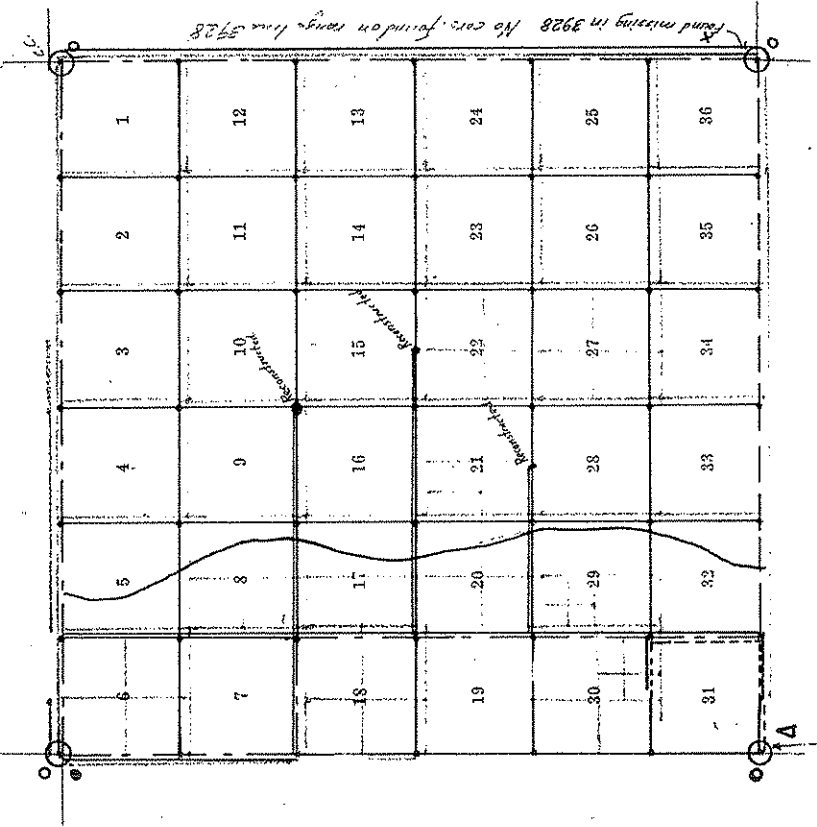 C.C.
Found missing in 3928 No cors. found on range line 3928
1 12 13 24 25 36
2 11 14 23 26 35
3 10 15 22 27 34
Reconstructed
Reconstructed
Reconstructed
4 9 16 21 28 33
5 8 17 20 29 32
6 7 18 19 30 31